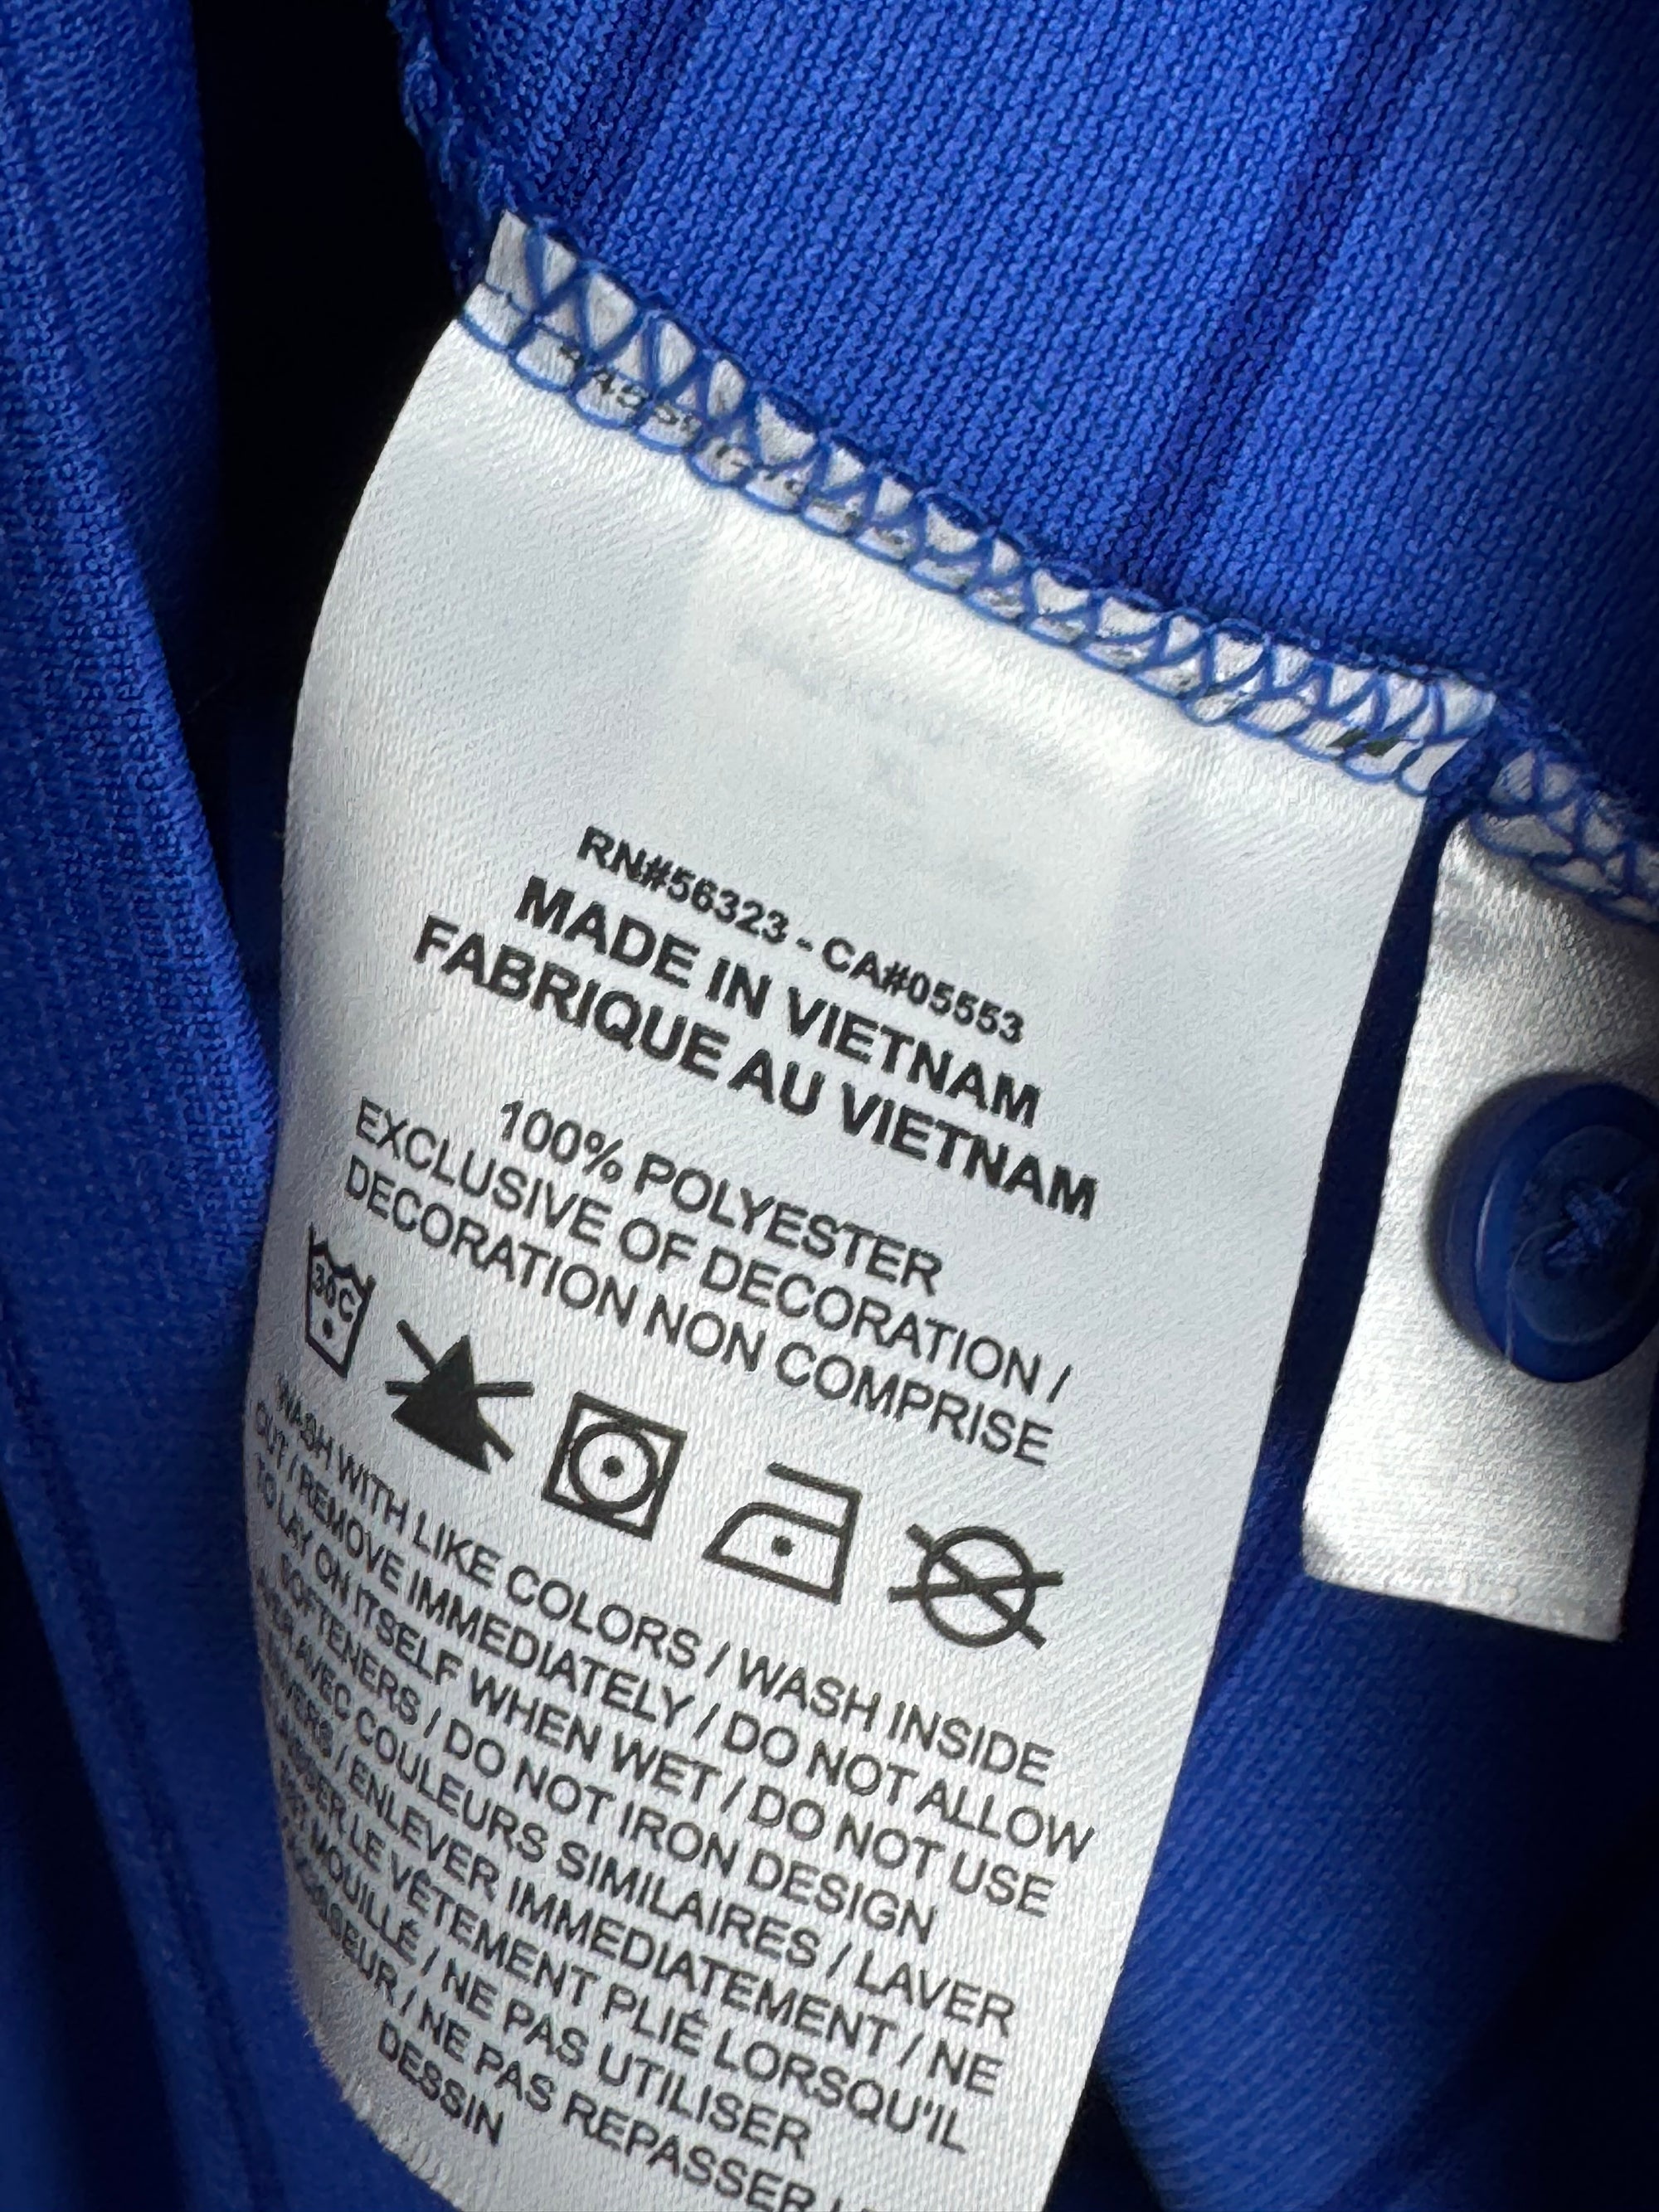 RN#56323 - CA#05553
MADE IN VIETNAM
FABRIQUE AU VIETNAM
100% POLYESTER
EXCLUSIVE OF DECORATION /
DECORATION NON COMPRISE
30C
WASH WITH LIKE COLORS / WASH INSIDE
OUT / REMOVE IMMEDIATELY / DO NOT ALLOW
TO LAY ON ITSELF WHEN WET / DO NOT USE
SOFTENERS / DO NOT IRON DESIGN
AVEC COULEURS SIMILAIRES / LAVER
/ ENLEVER IMMEDIATEMENT / NE
LE VÊTEMENT PLIÉ LORSQU'IL
MOUILLÉ / NE PAS UTILISER
/ NE PAS REPASSER
DESSIN